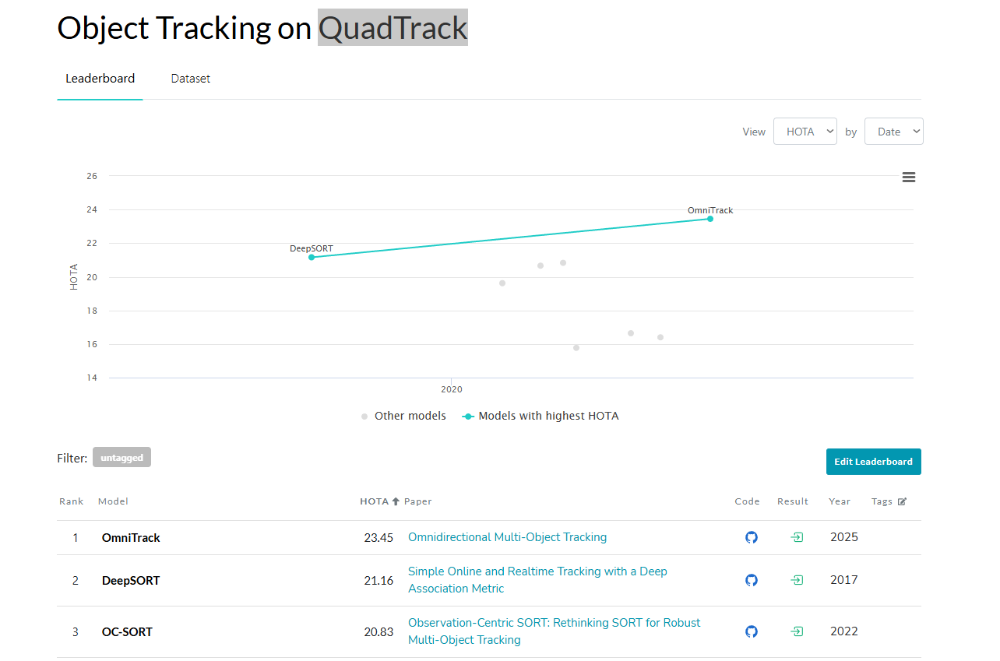 Object Tracking on QuadTrack
Leaderboard Dataset
View HOTA by Date
26
24
22
20
18
16
14
HOTA
DeepSORT
OmniTrack
2020
Other models Models with highest HOTA
Filter: untagged
Edit Leaderboard
Rank Model HOTA Paper Code Result Year Tags
1 OmniTrack 23.45 Omnidirectional Multi-Object Tracking 2025
2 DeepSORT 21.16 Simple Online and Realtime Tracking with a Deep 2017
Association Metric
3 OC-SORT 20.83 Observation-Centric SORT: Rethinking SORT for Robust 2022
Multi-Object Tracking